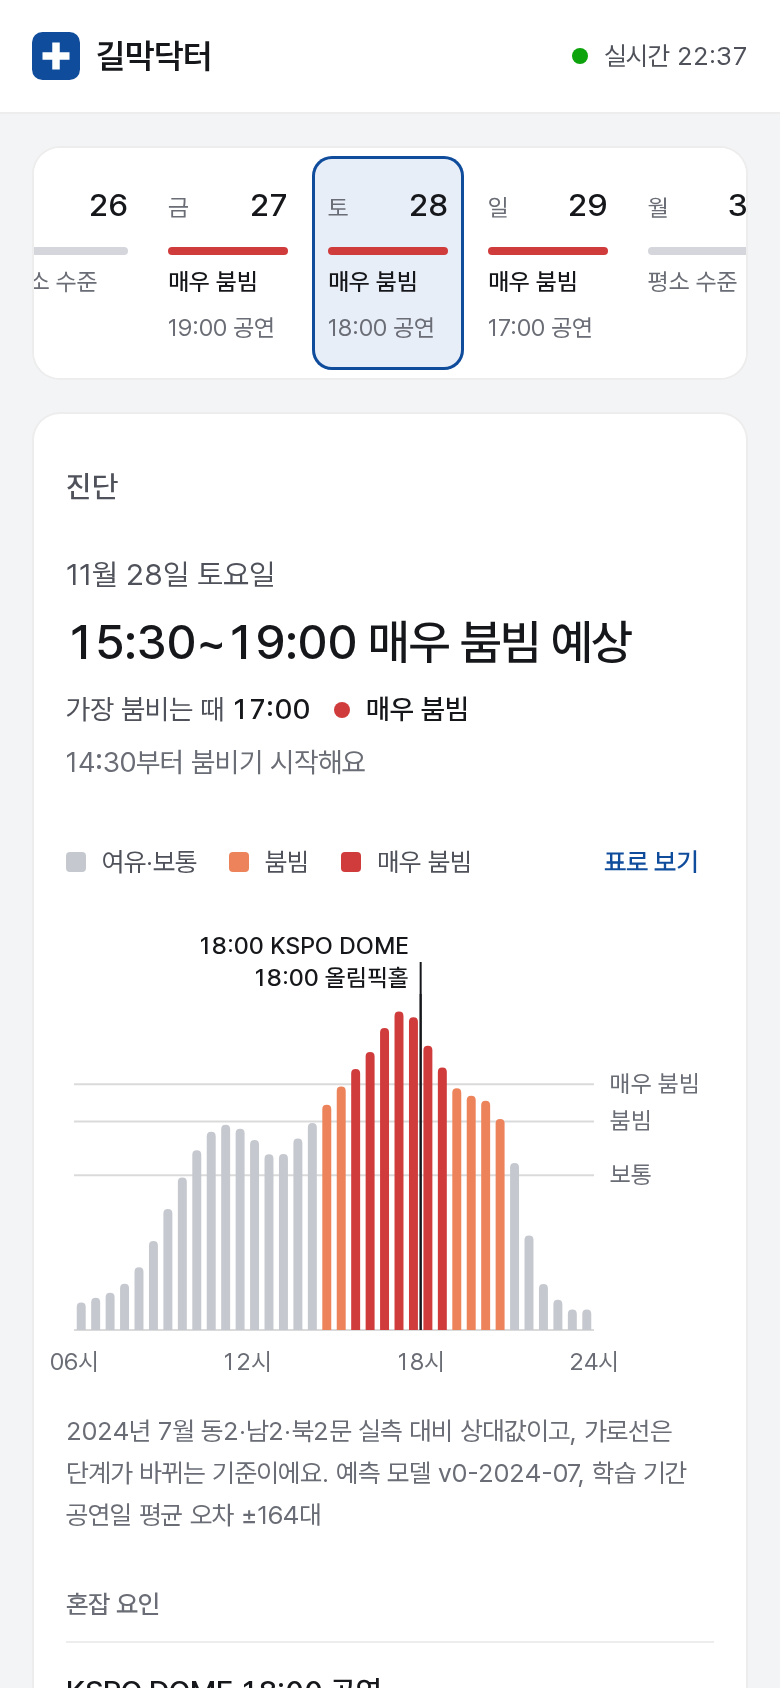 길막닥터
실시간 22:37
26
소 수준
금 27
매우 붐빔
19:00 공연
토 28
매우 붐빔
18:00 공연
일 29
매우 붐빔
17:00 공연
월 3
평소 수준
진단
11월 28일 토요일
15:30~19:00 매우 붐빔 예상
가장 붐비는 때 17:00 매우 붐빔
14:30부터 붐비기 시작해요
여유·보통 붐빔 매우 붐빔 표로 보기
18:00 KSPO DOME
18:00 올림픽홀
매우 붐빔
붐빔
보통
06시 12시 18시 24시
2024년 7월 동2·남2·북2문 실측 대비 상대값이고, 가로선은
단계가 바뀌는 기준이에요. 예측 모델 v0-2024-07, 학습 기간
공연일 평균 오차 ±164대
혼잡 요인
KSPO DOME 18:00 공연